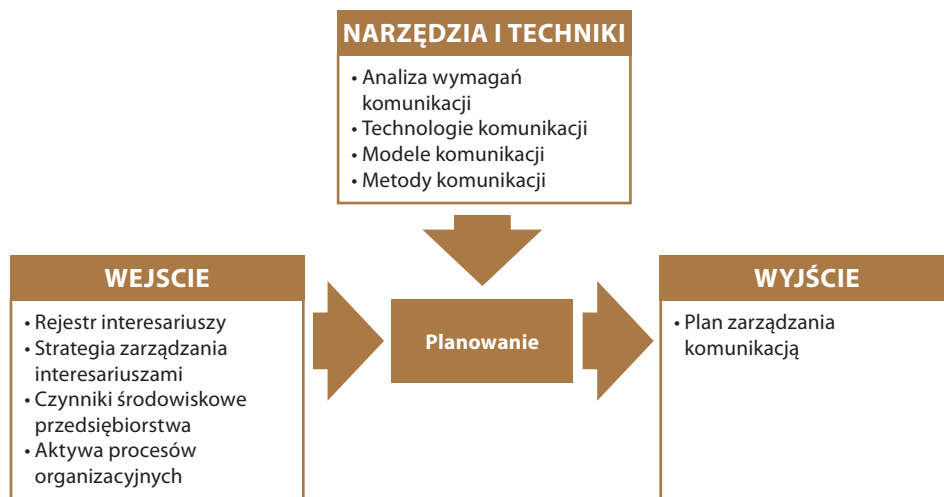 NARZĘDZIA I TECHNIKI
• Analiza wymagań
komunikacji
• Technologie komunikacji
• Modele komunikacji
• Metody komunikacji
WEJSCIE
• Rejestr interesariuszy
• Strategia zarządzania
interesariuszami
• Czynniki środowiskowe
przedsiębiorstwa
• Aktywa procesów
organizacyjnych
Planowanie
WYJŚCIE
• Plan zarządzania
komunikacją